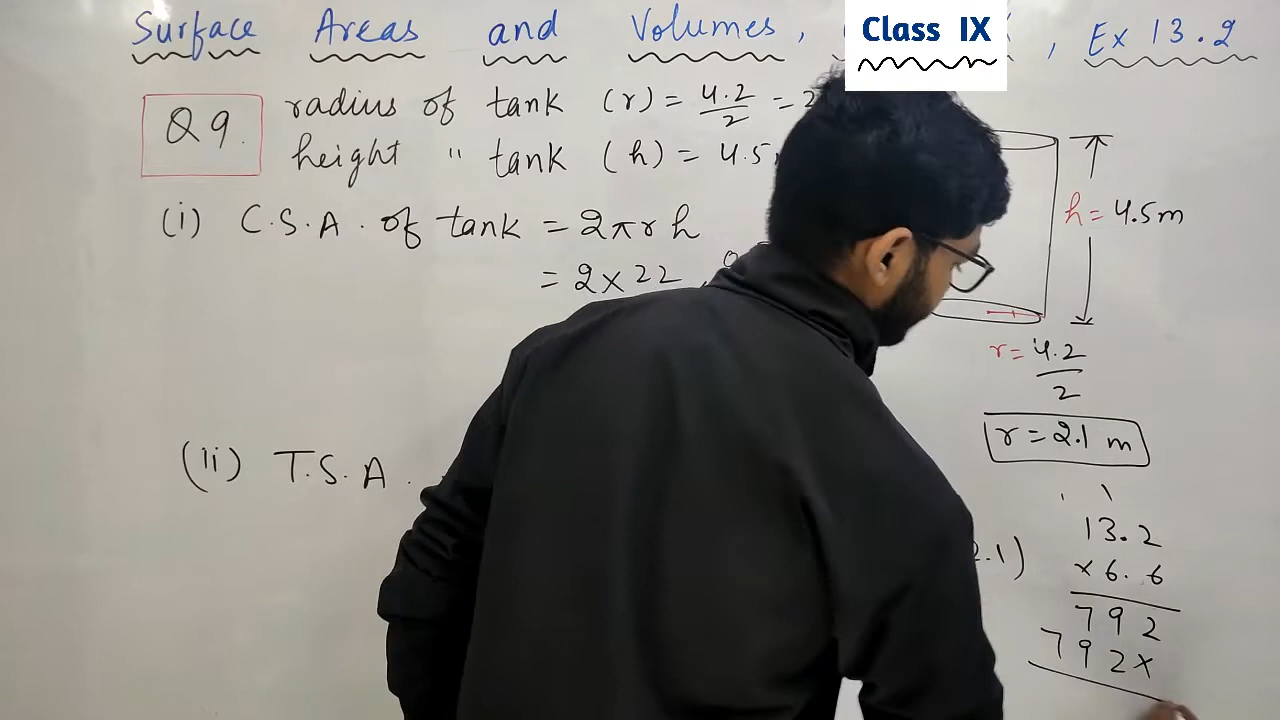 Surface Areas and Volumes, Class IX, Ex 13.2
Q9. radius of tank (r) = 4.2/2 = 2
height " tank (h) = 4.5
(i) C.S.A. of tank = 2πrh
= 2 × 22
h = 4.5m
r = 4.2/2
r = 2.1 m
(ii) T.S.A.
2.1)
13.2
×6.6
792
792×